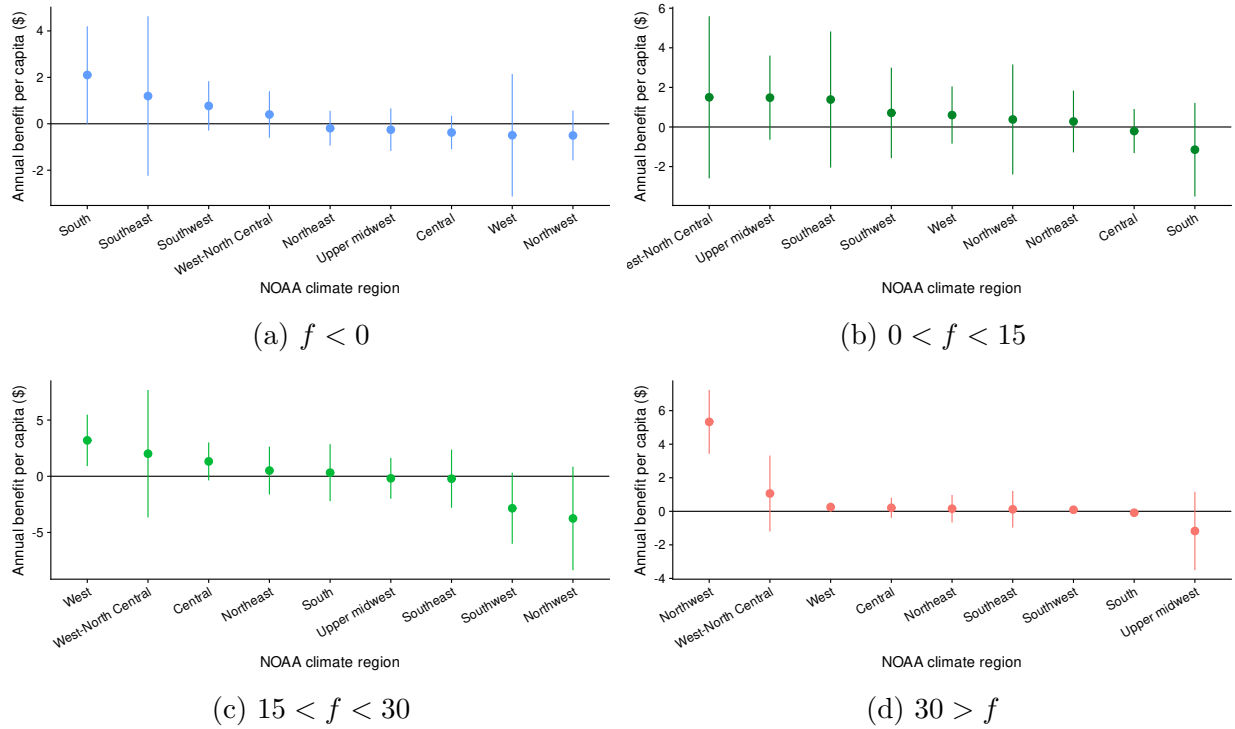 Annual benefit per capita ($)
4
2
0
-2
South
Southeast
Southwest
West-North Central
Northeast
Upper midwest
Central
West
Northwest
NOAA climate region
(a) f < 0
Annual benefit per capita ($)
6
4
2
0
-2
est-North Central
Upper midwest
Southeast
Southwest
West
Northwest
Northeast
Central
South
NOAA climate region
(b) 0 < f < 15
Annual benefit per capita ($)
5
0
-5
West
West-North Central
Central
Northeast
South
Upper midwest
Southeast
Southwest
Northwest
NOAA climate region
(c) 15 < f < 30
Annual benefit per capita ($)
6
4
2
0
-2
-4
Northwest
West-North Central
West
Central
Northeast
Southeast
Southwest
South
Upper midwest
NOAA climate region
(d) 30 > f